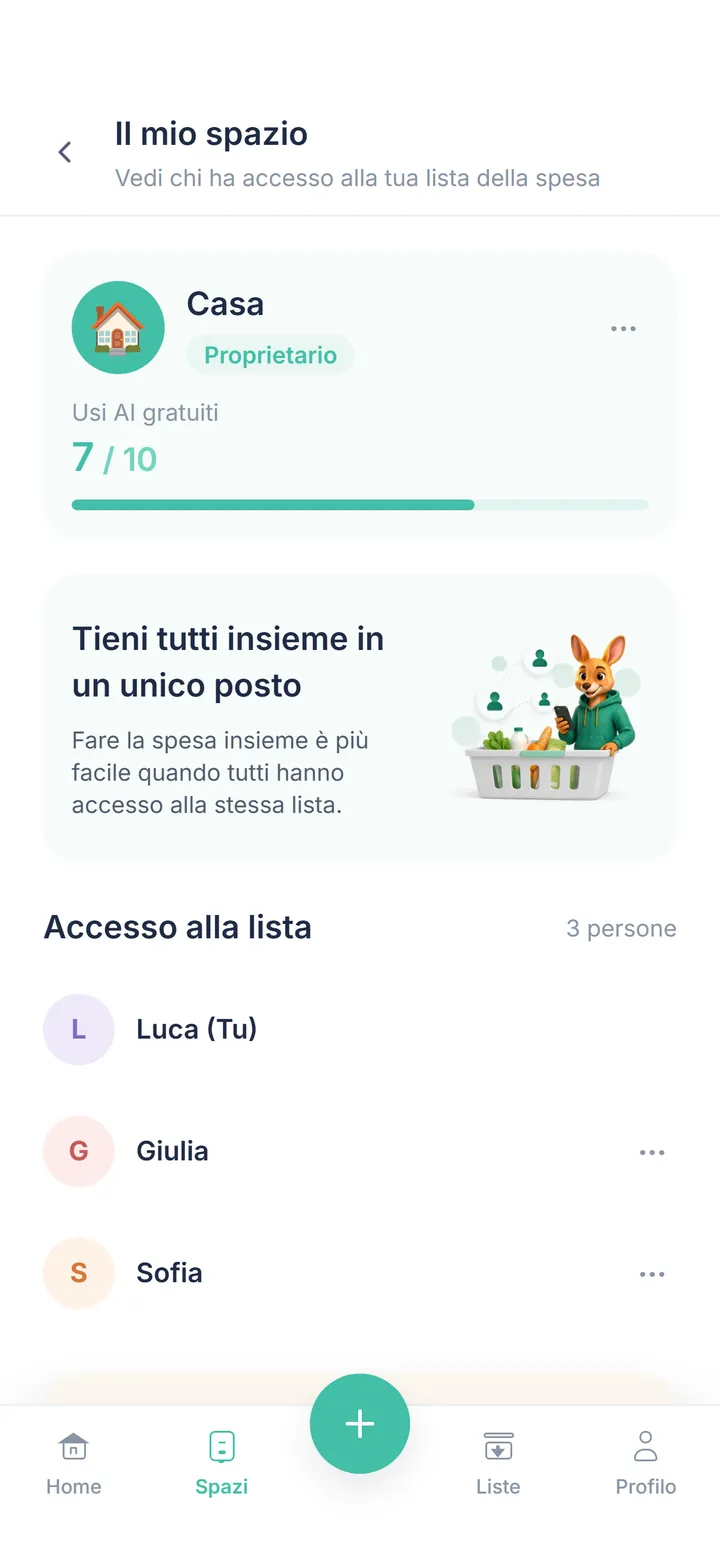 Il mio spazio
Vedi chi ha accesso alla tua lista della spesa
Casa
Proprietario
Usi AI gratuiti
7 / 10
Tieni tutti insieme in
un unico posto
Fare la spesa insieme è più
facile quando tutti hanno
accesso alla stessa lista.
Accesso alla lista
3 persone
L
Luca (Tu)
G
Giulia
S
Sofia
Home
Spazi
Liste
Profilo